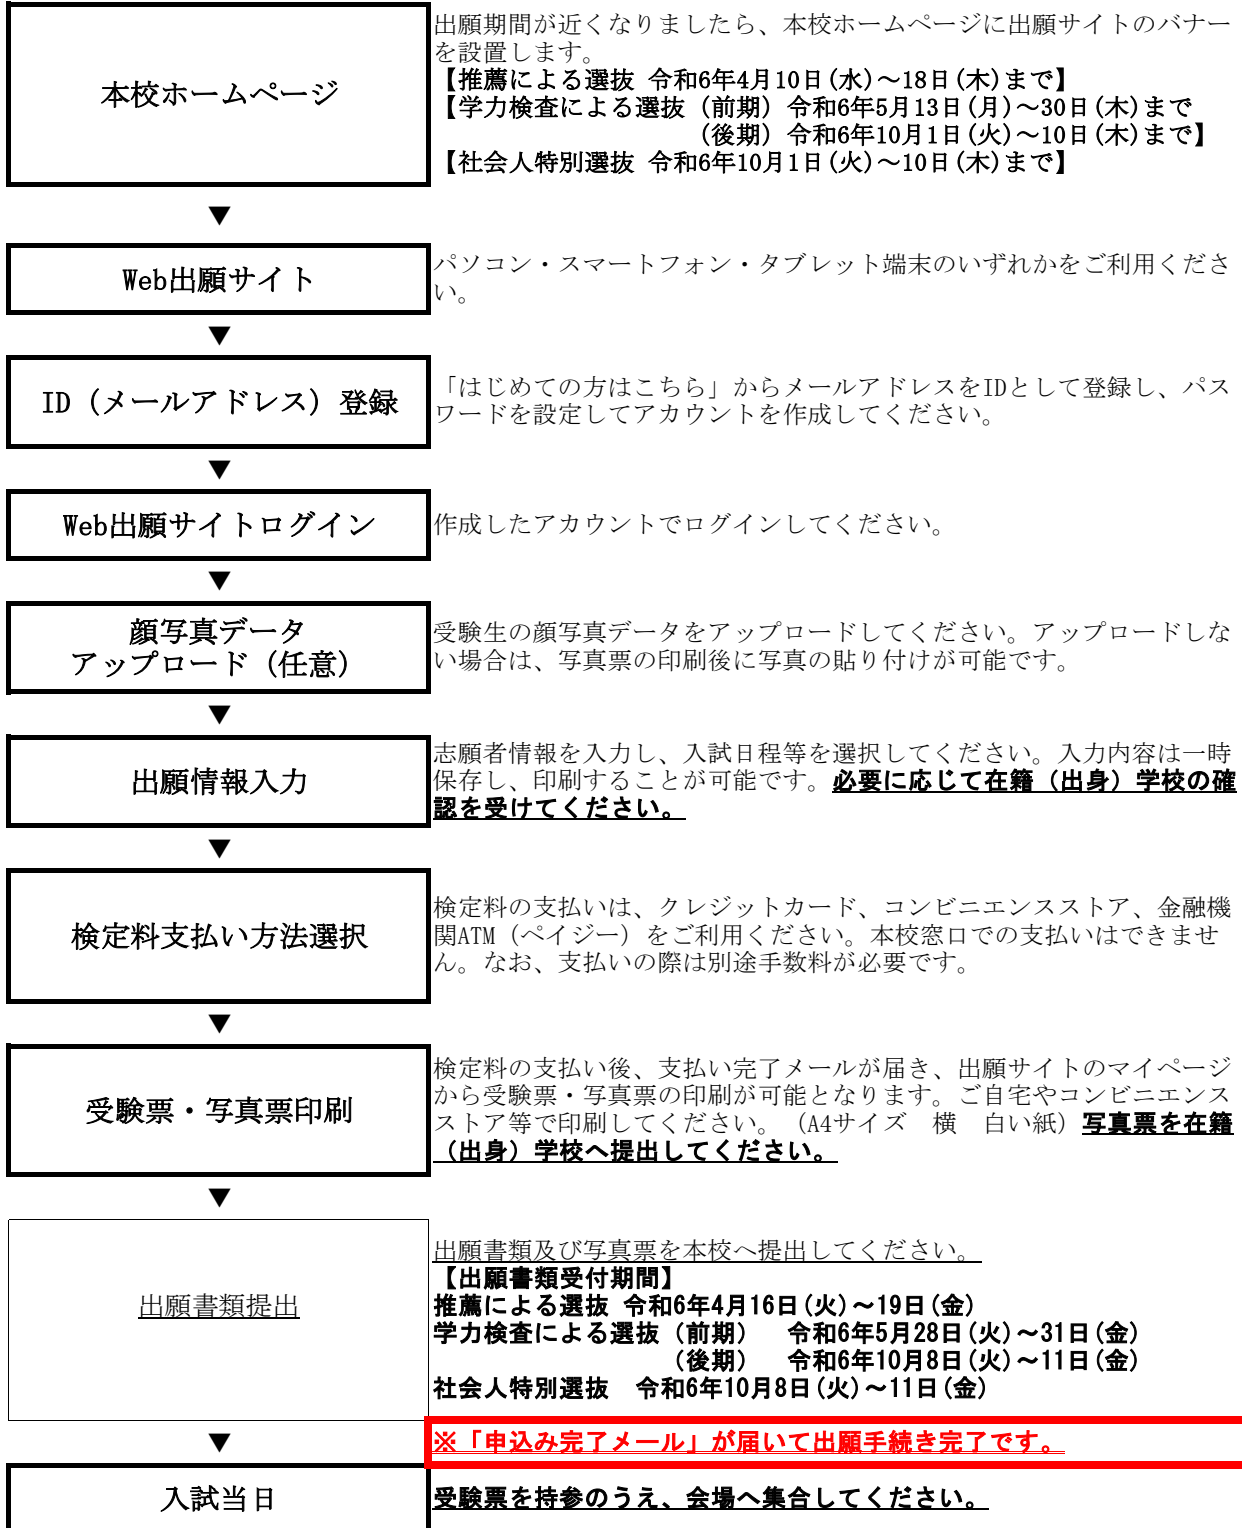 本校ホームページ
出願期間が近くなりましたら、本校ホームページに出願サイトのバナー
を設置します。
【推薦による選抜 令和6年4月10日(水)～18日(木)まで】
【学力検査による選抜（前期）令和6年5月13日(月)～30日(木)まで
（後期）令和6年10月1日(火)～10日(木)まで】
【社会人特別選抜 令和6年10月1日(火)～10日(木)まで】
▼
Web出願サイト
パソコン・スマートフォン・タブレット端末のいずれかをご利用くださ
い。
▼
ID（メールアドレス）登録
「はじめての方はこちら」からメールアドレスをIDとして登録し、パス
ワードを設定してアカウントを作成してください。
▼
Web出願サイトログイン
作成したアカウントでログインしてください。
▼
顔写真データ
アップロード（任意）
受験生の顔写真データをアップロードしてください。アップロードしな
い場合は、写真票の印刷後に写真の貼り付けが可能です。
▼
出願情報入力
志願者情報を入力し、入試日程等を選択してください。入力内容は一時
保存し、印刷することが可能です。必要に応じて在籍（出身）学校の確
認を受けてください。
▼
検定料支払い方法選択
検定料の支払いは、クレジットカード、コンビニエンスストア、金融機
関ATM（ペイジー）をご利用ください。本校窓口での支払いはできませ
ん。なお、支払いの際は別途手数料が必要です。
▼
受験票・写真票印刷
検定料の支払い後、支払い完了メールが届き、出願サイトのマイページ
から受験票・写真票の印刷が可能となります。ご自宅やコンビニエンス
ストア等で印刷してください。（A4サイズ　横　白い紙）写真票を在籍
（出身）学校へ提出してください。
▼
出願書類提出
出願書類及び写真票を本校へ提出してください。
【出願書類受付期間】
推薦による選抜 令和6年4月16日(火)～19日(金)
学力検査による選抜（前期）　令和6年5月28日(火)～31日(金)
（後期）　令和6年10月8日(火)～11日(金)
社会人特別選抜　令和6年10月8日(火)～11日(金)
▼
※「申込み完了メール」が届いて出願手続き完了です。
入試当日
受験票を持参のうえ、会場へ集合してください。